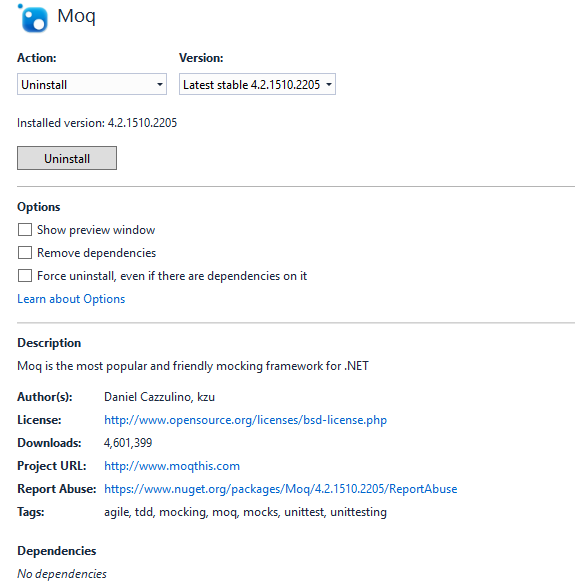 Moq
Action: Version:
Uninstall Latest stable 4.2.1510.2205
Installed version: 4.2.1510.2205
Uninstall
Options
Show preview window
Remove dependencies
Force uninstall, even if there are dependencies on it
Learn about Options
Description
Moq is the most popular and friendly mocking framework for .NET
Author(s): Daniel Cazzulino, kzu
License: http://www.opensource.org/licenses/bsd-license.php
Downloads: 4,601,399
Project URL: http://www.moqthis.com
Report Abuse: https://www.nuget.org/packages/Moq/4.2.1510.2205/ReportAbuse
Tags: agile, tdd, mocking, moq, mocks, unittest, unittesting
Dependencies
No dependencies